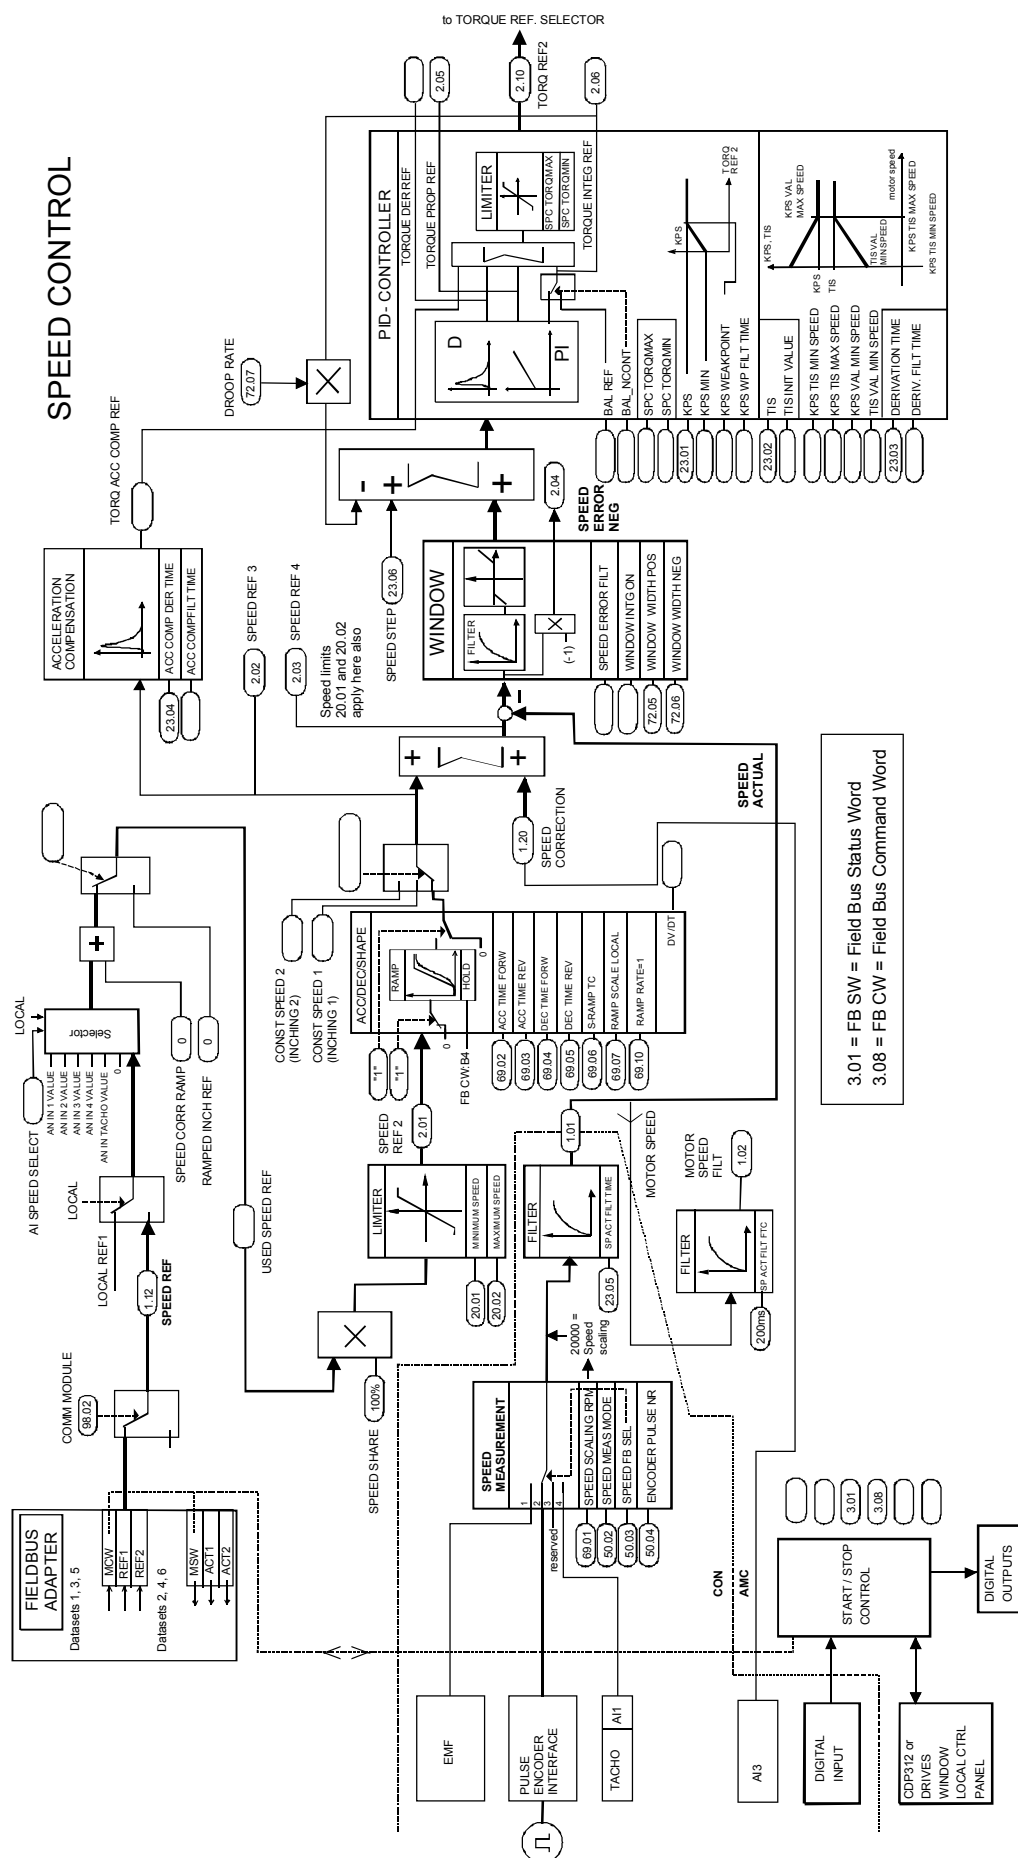 SPEED CONTROL
FIELDBUS
ADAPTER
Datasets 1, 3, 5
MCW
REF1
REF2
Datasets 2, 4, 6
MSW
ACT1
ACT2
COMM MODULE
98.02
1.12
SPEED REF
LOCAL REF1
LOCAL
AI SPEED SELECT
LOCAL
AN IN 1 VALUE
AN IN 2 VALUE
AN IN 3 VALUE
AN IN 4 VALUE
AN IN TACHO VALUE
0
Selector
SPEED CORR RAMP
0
RAMPED INCH REF
0
+
USED SPEED REF
SPEED SHARE
100%
LIMITER
MINIMUM SPEED
MAXIMUM SPEED
20.01
20.02
SPEED
REF 2
2.01
CONST SPEED 2
(INCHING 2)
CONST SPEED 1
(INCHING 1)
"1"
"1"
0
FB CW:B4
ACC/DEC/SHAPE
RAMP
HOLD
0
ACC TIME FORW
ACC TIME REV
DEC TIME FORW
DEC TIME REV
S-RAMP TC
RAMP SCALE LOCAL
RAMP RATE=1
DV/DT
69.02
69.03
69.04
69.05
69.06
69.07
69.10
ACCELERATION
COMPENSATION
ACC COMP DER TIME
ACC COMPFILT TIME
23.04
TORQ ACC COMP REF
2.02
SPEED REF 3
2.03
SPEED REF 4
Speed limits
20.01 and 20.02
apply here also
+
+
1.20
SPEED
CORRECTION
-
SPEED
ACTUAL
SPEED STEP
23.06
WINDOW
FILTER
(-1)
SPEED ERROR FILT
WINDOW INTG ON
WINDOW WIDTH POS
WINDOW WIDTH NEG
72.05
72.06
2.04
SPEED
ERROR
NEG
DROOP RATE
72.07
-
+
+
PID- CONTROLLER
D
PI
LIMITER
SPC TORQMAX
SPC TORQMIN
TORQUE DER REF
TORQUE PROP REF
2.05
TORQUE INTEG REF
2.06
2.10
TORQ REF2
to TORQUE REF. SELECTOR
BAL REF
BAL_NCONT
SPC TORQMAX
SPC TORQMIN
KPS
KPS MIN
KPS WEAKPOINT
KPS WP FILT TIME
TIS
TIS INIT VALUE
KPS TIS MIN SPEED
KPS TIS MAX SPEED
KPS VAL MIN SPEED
TIS VAL MIN SPEED
DERIVATION TIME
DERIV. FILT TIME
23.01
23.02
23.03
KPS
TORQ
REF 2
KPS, TIS
KPS
TIS
KPS VAL
MAX SPEED
TIS VAL
MIN SPEED
motor speed
KPS TIS MAX SPEED
KPS TIS MIN SPEED
SPEED
MEASUREMENT
1
2
3
4
reserved
SPEED SCALING RPM
SPEED MEAS MODE
SPEED FB SEL
ENCODER PULSE NR
69.01
50.02
50.03
50.04
20000 =
Speed
scaling
FILTER
SP ACT FILT TIME
23.05
1.01
MOTOR SPEED
FILTER
SP ACT FILT FTC
200ms
MOTOR
SPEED
FILT
1.02
EMF
PULSE
ENCODER
INTERFACE
TACHO
AI1
AI3
CON
AMC
DIGITAL
INPUT
CDP312 or
DRIVES
WINDOW
LOCAL CTRL
PANEL
START / STOP
CONTROL
3.01
3.08
DIGITAL
OUTPUTS
3.01 = FB SW = Field Bus Status Word
3.08 = FB CW = Field Bus Command Word